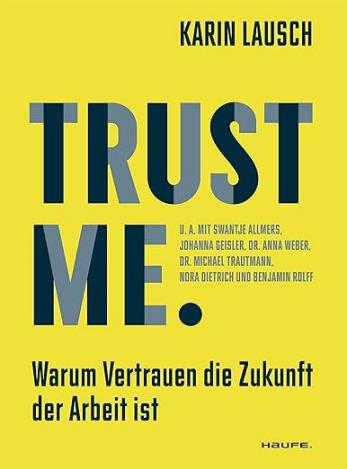 KARIN LAUSCH
TRUST
ME.
U. A. MIT SWANTJE ALLMERS,
JOHANNA GEISLER, DR. ANNA WEBER,
DR. MICHAEL TRAUTMANN,
NORA DIETRICH UND BENJAMIN ROLFF
Warum Vertrauen die Zukunft
der Arbeit ist
HAUFE.